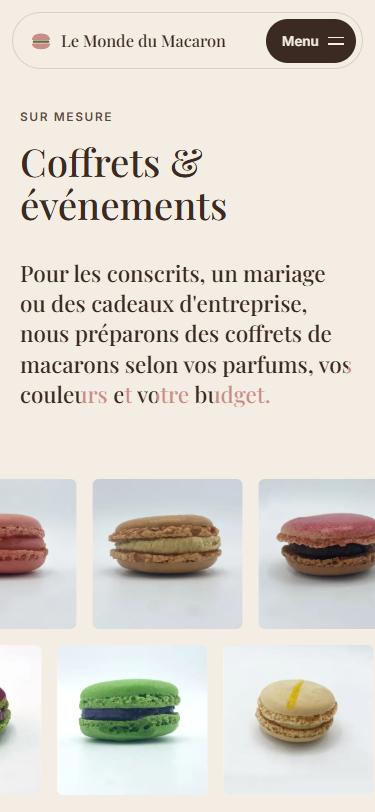 Le Monde du Macaron
Menu
SUR MESURE
Coffrets &
événements
Pour les conscrits, un mariage
ou des cadeaux d'entreprise,
nous préparons des coffrets de
macarons selon vos parfums, vos
couleurs et votre budget.